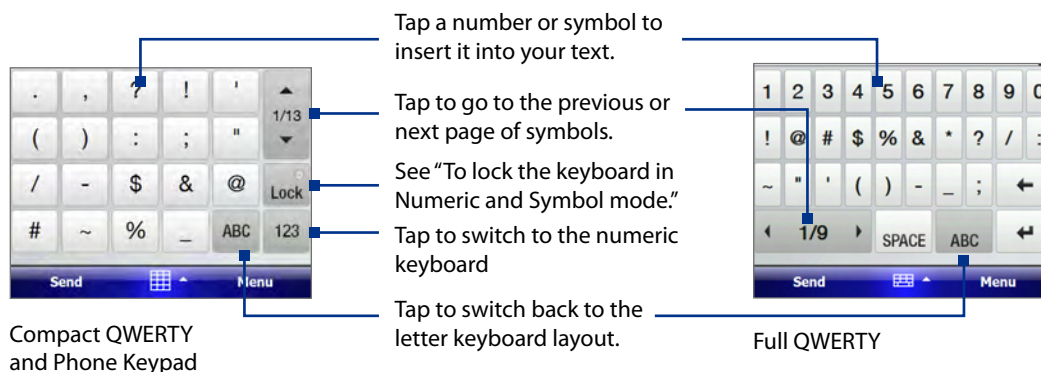 Tap a number or symbol to
insert it into your text.
Tap to go to the previous or
next page of symbols.
See “To lock the keyboard in
Numeric and Symbol mode.”
Tap to switch to the numeric
keyboard
Tap to switch back to the
letter keyboard layout.
. , ? ! '
1/13
( ) : ; "
/ - $ & @ Lock
# ~ % _ ABC 123
Send Menu
Compact QWERTY
and Phone Keypad
1 2 3 4 5 6 7 8 9 0
! @ # $ % & * ? / :
~ " ' ( ) - _ ;
1/9 SPACE ABC
Send Menu
Full QWERTY